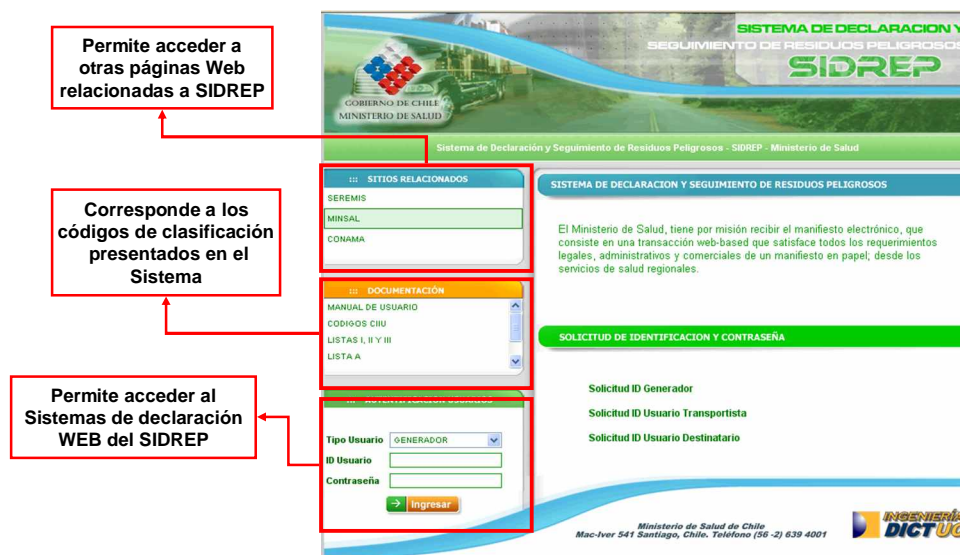 Permite acceder a
otras páginas Web
relacionadas a SIDREP
Corresponde a los
códigos de clasificación
presentados en el
Sistema
Permite acceder al
Sistemas de declaración
WEB del SIDREP
SISTEMA DE DECLARACION Y
SEGUIMIENTO DE RESIDUOS PELIGROSOS
SIDREP
GOBIERNO DE CHILE
MINISTERIO DE SALUD
Sistema de Declaración y Seguimiento de Residuos Peligrosos - SIDREP - Ministerio de Salud
::: SITIOS RELACIONADOS
SEREMIS
MINSAL
CONAMA
::: DOCUMENTACIÓN
MANUAL DE USUARIO
CODIGOS CIIU
LISTAS I, II Y III
LISTA A
Tipo Usuario GENERADOR
ID Usuario
Contraseña
Ingresar
SISTEMA DE DECLARACION Y SEGUIMIENTO DE RESIDUOS PELIGROSOS
El Ministerio de Salud, tiene por misión recibir el manifiesto electrónico, que
consiste en una transacción web-based que satisface todos los requerimientos
legales, administrativos y comerciales de un manifiesto en papel; desde los
servicios de salud regionales.
SOLICITUD DE IDENTIFICACION Y CONTRASEÑA
Solicitud ID Generador
Solicitud ID Usuario Transportista
Solicitud ID Usuario Destinatario
Ministerio de Salud de Chile
Mac-Iver 541 Santiago, Chile. Teléfono (56 -2) 639 4001
INGENIERÍA
DICTUC